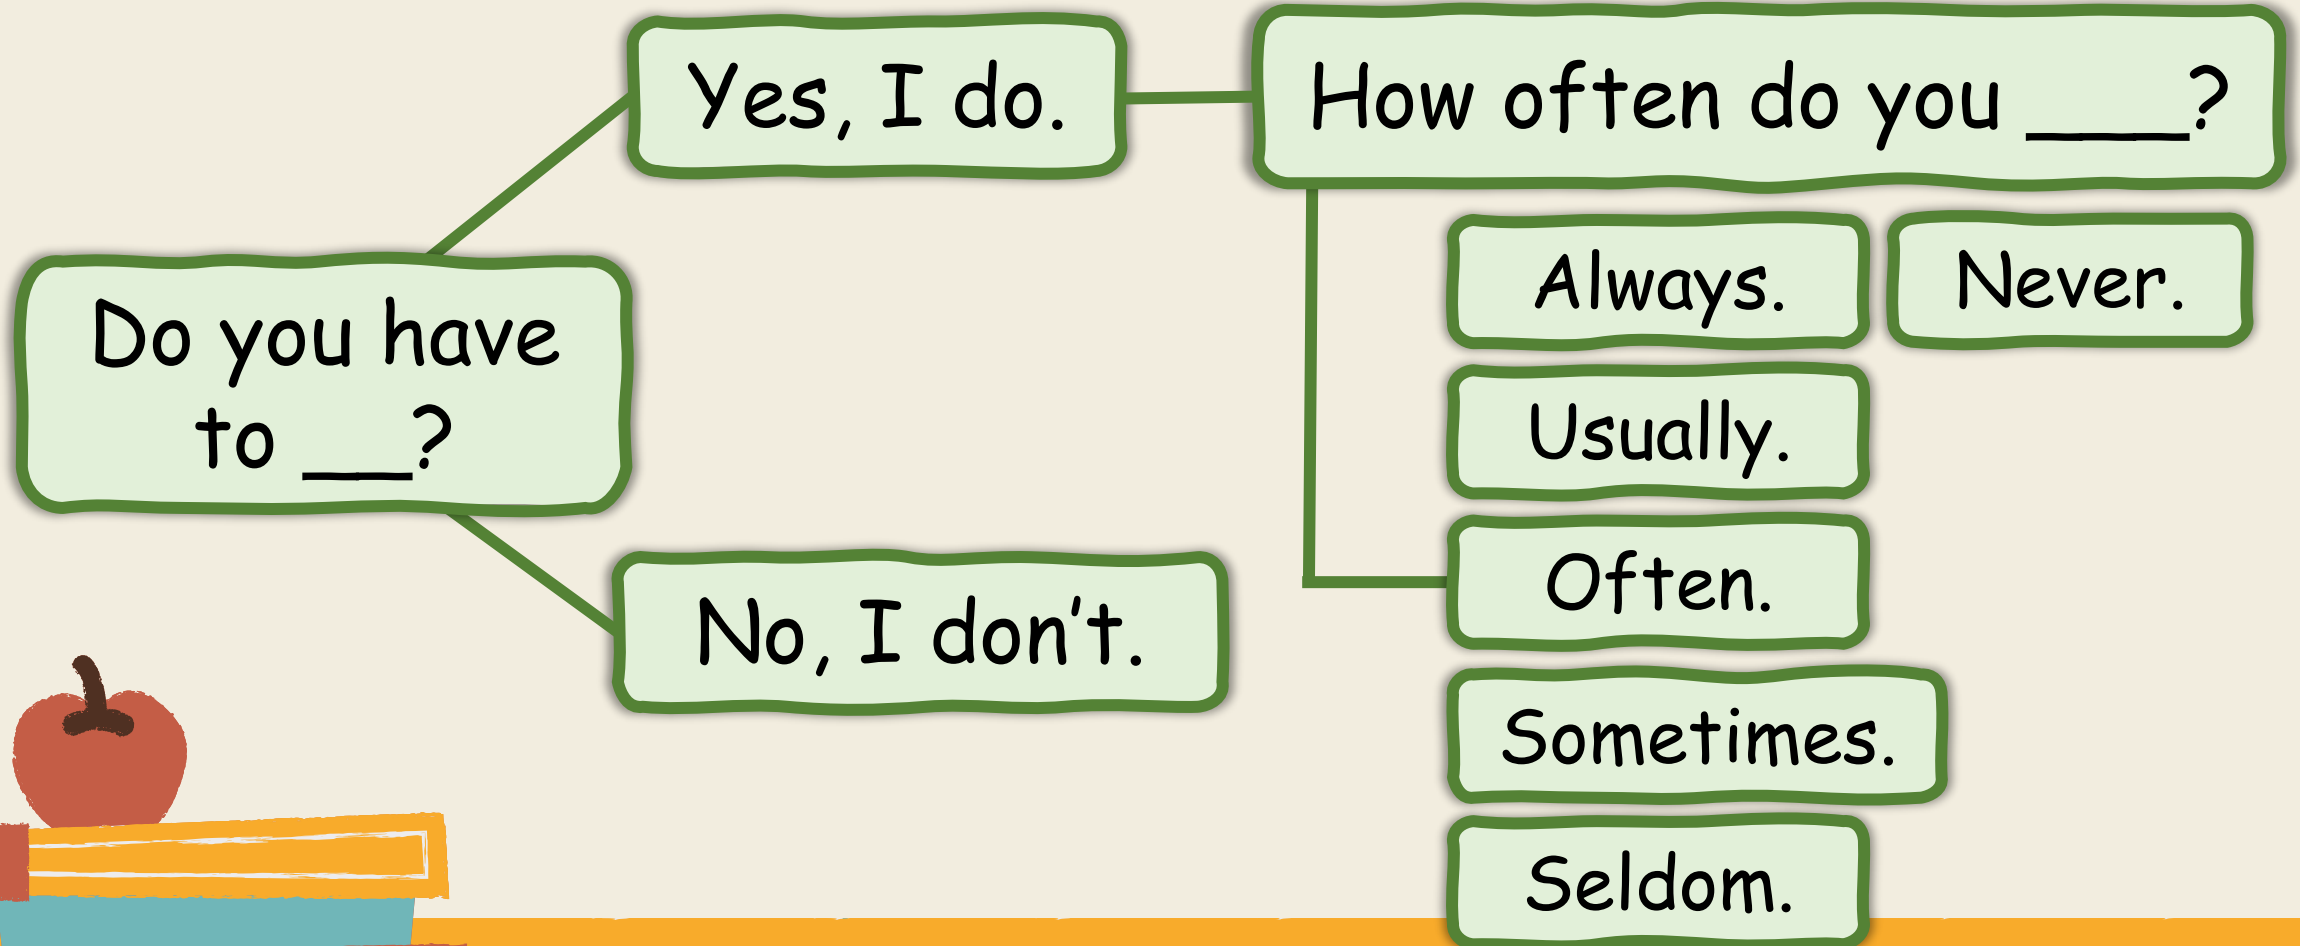 Yes, I do.
How often do you ___?
Do you have
to __?
Always.
Never.
Usually.
Often.
No, I don't.
Sometimes.
Seldom.